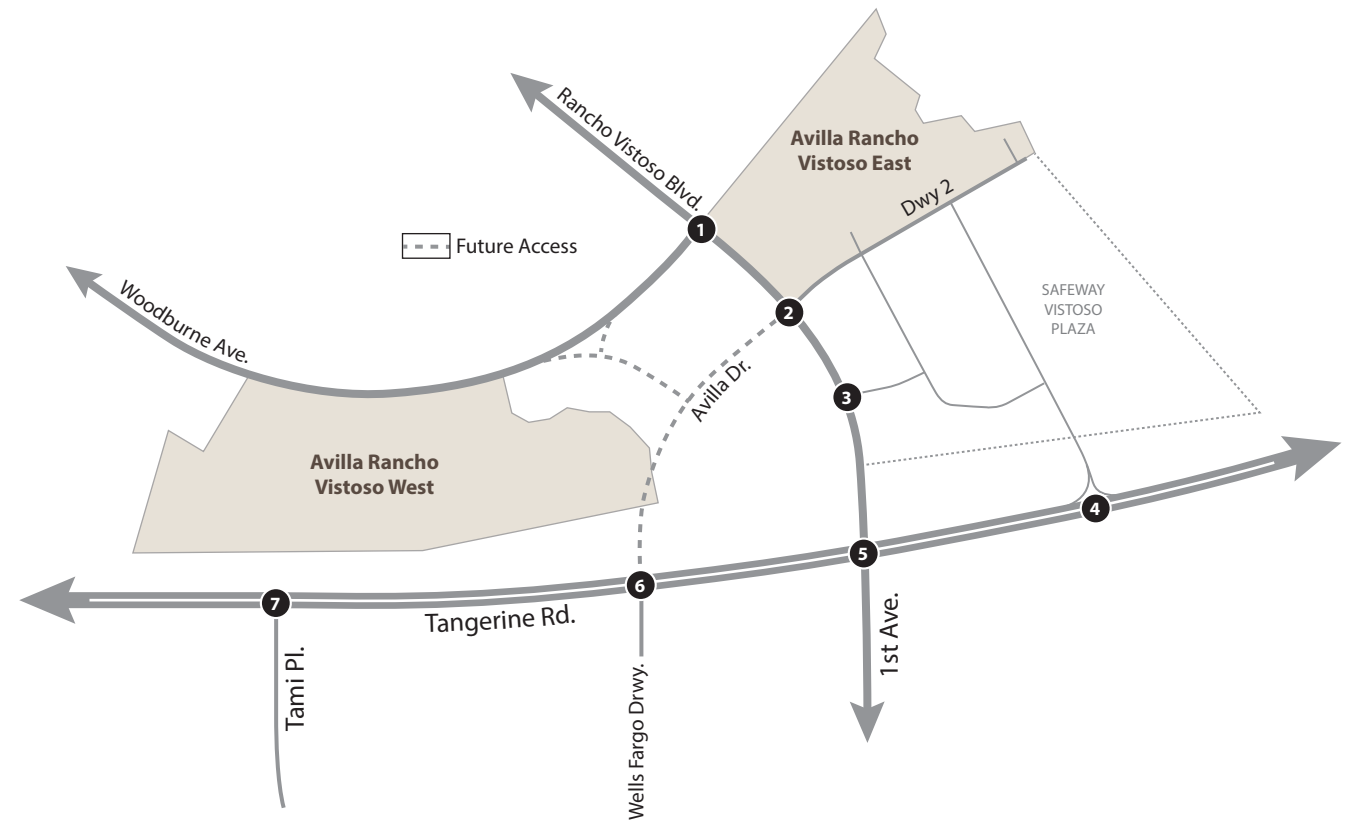 Rancho Vistoso Blvd.
Avilla Rancho
Vistoso East
Dwy 2
1
Future Access
Woodburne Ave.
2
SAFEWAY
VISTOSO
PLAZA
Avilla Dr.
3
Avilla Rancho
Vistoso West
4
5
6
7
Tangerine Rd.
1st Ave.
Tami Pl.
Wells Fargo Drwy.